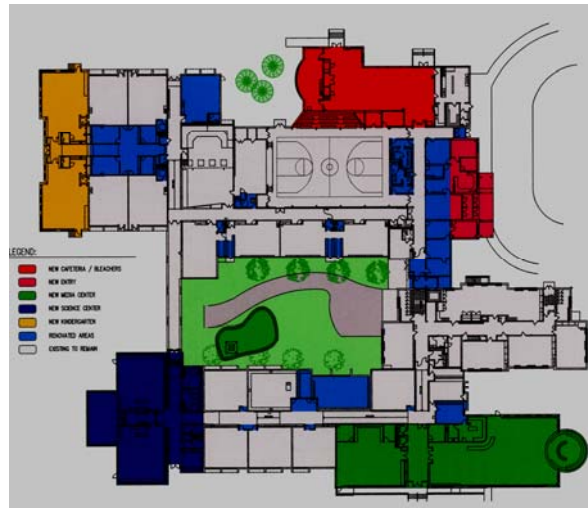 LEGEND:
NEW CAFETERIA / BLEACHERS
NEW ENTRY
NEW MEDIA CENTER
NEW SCIENCE CENTER
NEW KINDERGARTEN
RENOVATED AREAS
EXISTING TO REMAIN